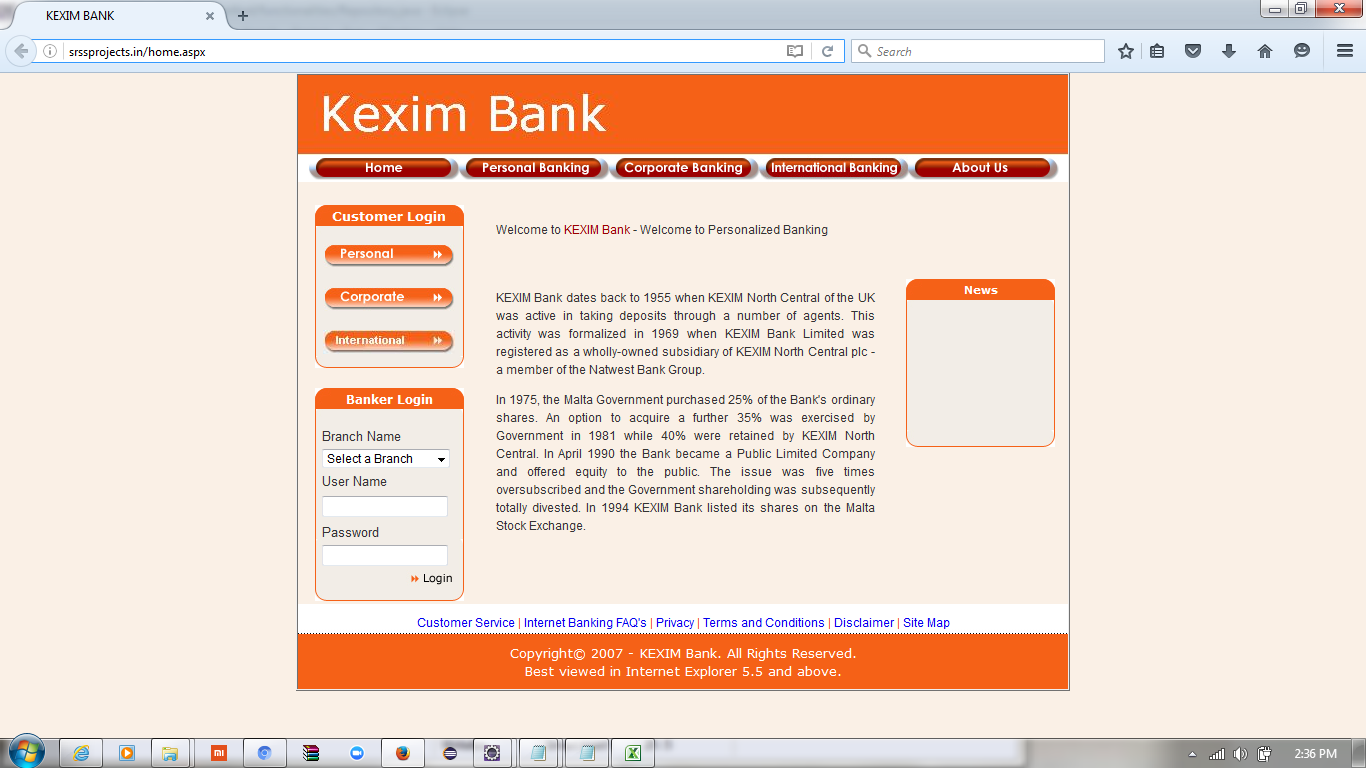 KEXIM BANK
srssprojects.in/home.aspx
Search
Kexim Bank
Home
Personal Banking
Corporate Banking
International Banking
About Us
Customer Login
Personal
Corporate
International
Banker Login
Branch Name
Select a Branch
User Name
Password
Login
Welcome to KEXIM Bank - Welcome to Personalized Banking
KEXIM Bank dates back to 1955 when KEXIM North Central of the UK
was active in taking deposits through a number of agents. This
activity was formalized in 1969 when KEXIM Bank Limited was
registered as a wholly-owned subsidiary of KEXIM North Central plc -
a member of the Natwest Bank Group.
In 1975, the Malta Government purchased 25% of the Bank's ordinary
shares. An option to acquire a further 35% was exercised by
Government in 1981 while 40% were retained by KEXIM North
Central. In April 1990 the Bank became a Public Limited Company
and offered equity to the public. The issue was five times
oversubscribed and the Government shareholding was subsequently
totally divested. In 1994 KEXIM Bank listed its shares on the Malta
Stock Exchange.
News
Customer Service | Internet Banking FAQ's | Privacy | Terms and Conditions | Disclaimer | Site Map
Copyright© 2007 - KEXIM Bank. All Rights Reserved.
Best viewed in Internet Explorer 5.5 and above.
mi
2:36 PM